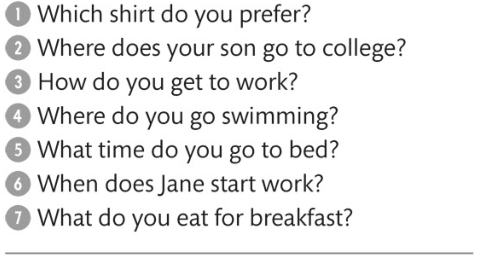 1 Which shirt do you prefer?
2 Where does your son go to college?
3 How do you get to work?
4 Where do you go swimming?
5 What time do you go to bed?
6 When does Jane start work?
7 What do you eat for breakfast?